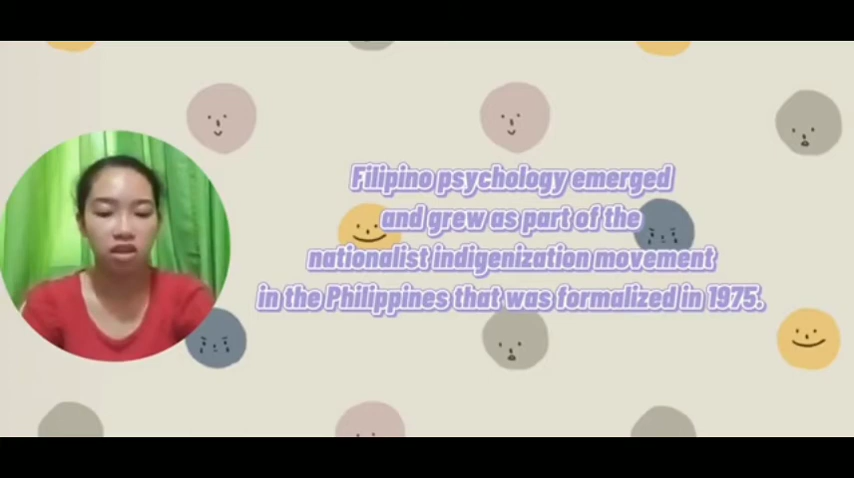 Filipino psychology emerged
and grew as part of the
nationalist indigenization movement
in the Philippines that was formalized in 1975.